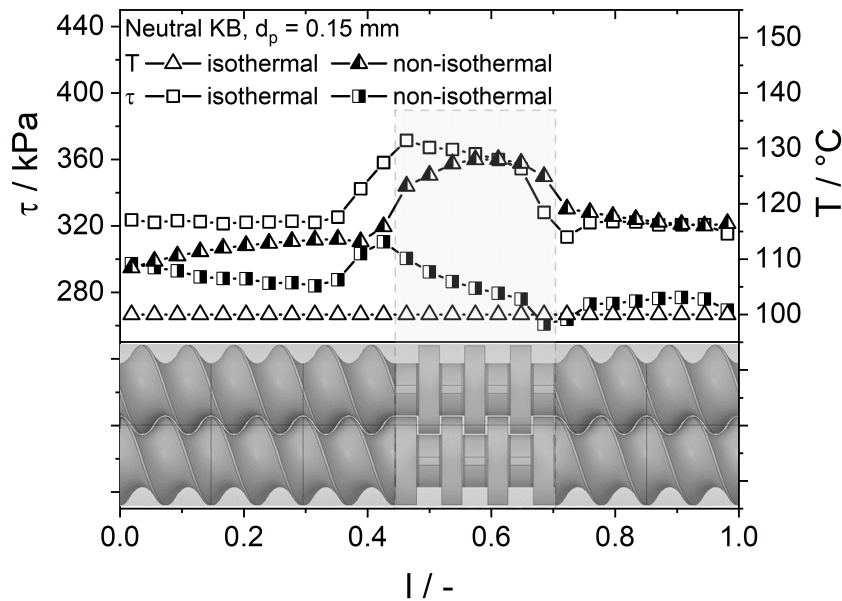 Neutral KB, dp = 0.15 mm
T isothermal non-isothermal
τ isothermal non-isothermal
440
400
360
320
280
τ / kPa
150
140
130
120
110
100
T / °C
0.0 0.2 0.4 0.6 0.8 1.0
l / -